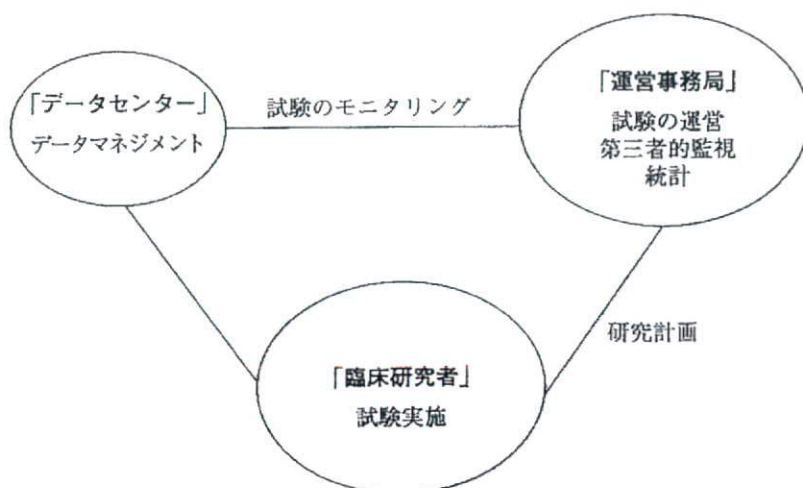 「データセンター」
データマネジメント
試験のモニタリング
「運営事務局」
試験の運営
第三者的監視
統計
研究計画
「臨床研究者」
試験実施